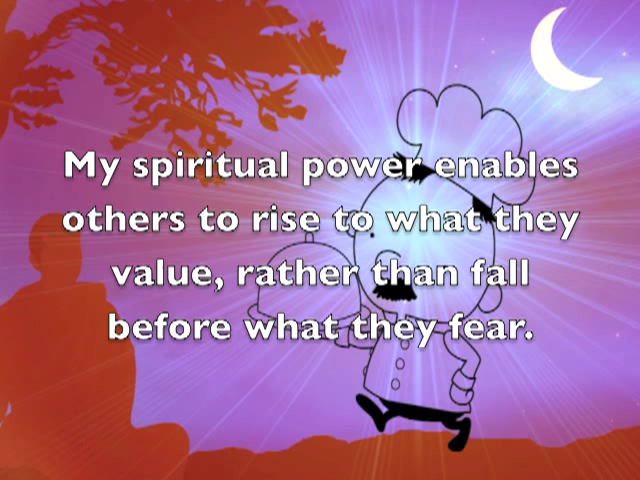 My spiritual power enables
others to rise to what they
value, rather than fall
before what they fear.